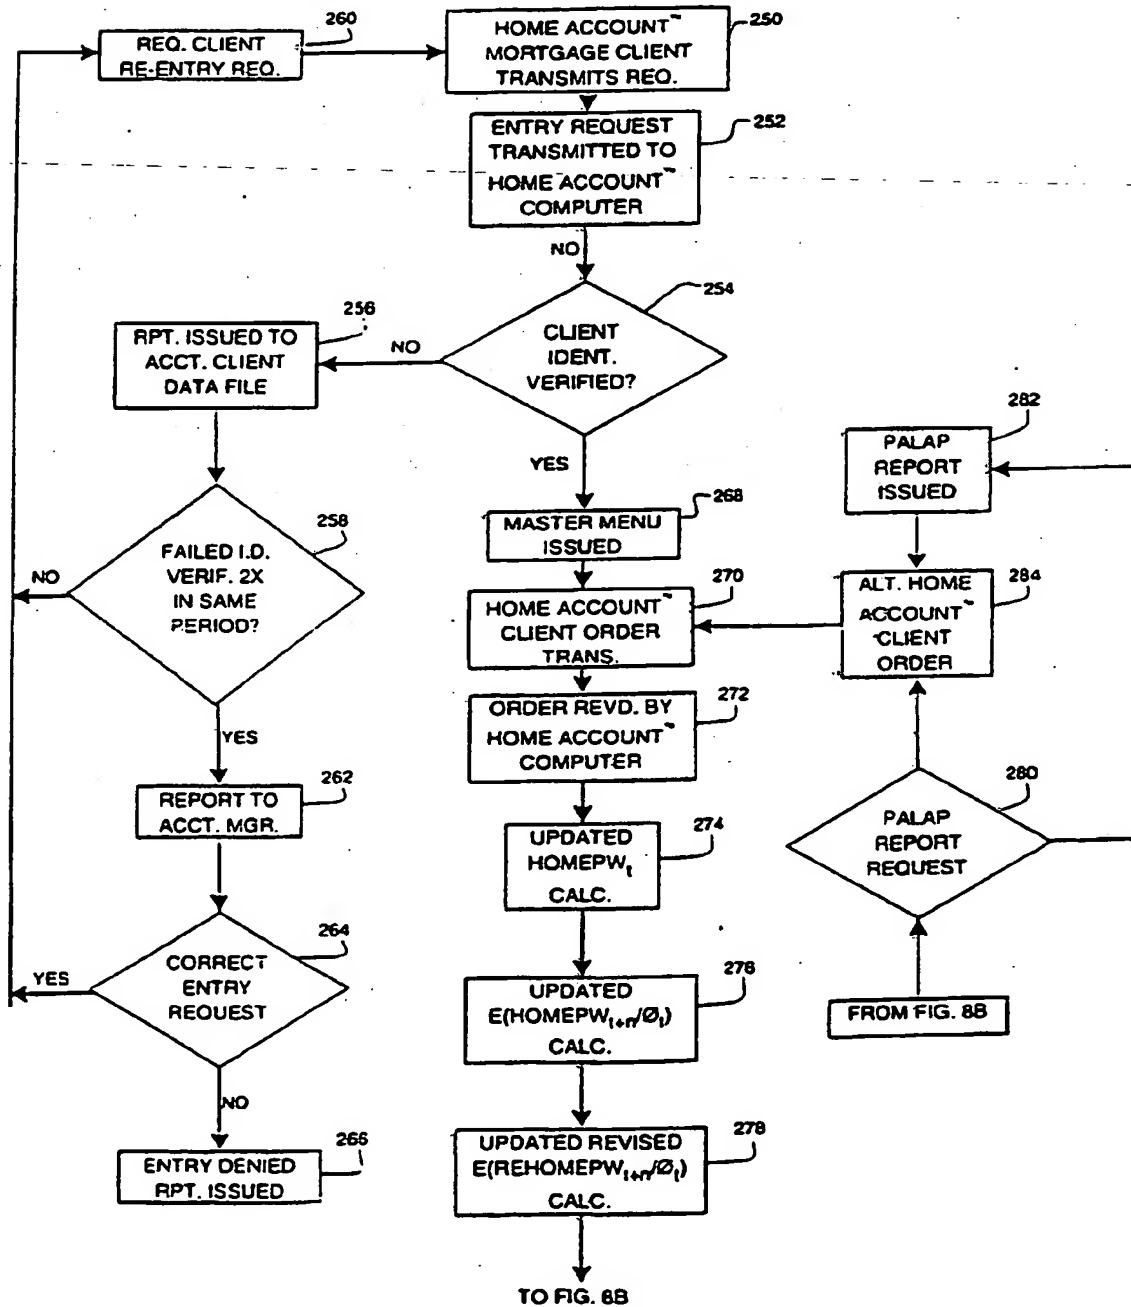 260
REQ. CLIENT
RE-ENTRY REQ.
250
HOME ACCOUNT~
MORTGAGE CLIENT
TRANSMITS REQ.
252
ENTRY REQUEST
TRANSMITTED TO
HOME ACCOUNT~
COMPUTER
NO
254
CLIENT
IDENT.
VERIFIED?
NO
YES
256
RPT. ISSUED TO
ACCT. CLIENT
DATA FILE
258
FAILED I.D.
VERIF. 2X
IN SAME
PERIOD?
NO
YES
262
REPORT TO
ACCT. MGR.
264
CORRECT
ENTRY
REQUEST
YES
NO
266
ENTRY DENIED
RPT. ISSUED
268
MASTER MENU
ISSUED
270
HOME ACCOUNT~
CLIENT ORDER
TRANS.
272
ORDER REVD. BY
HOME ACCOUNT~
COMPUTER
274
UPDATED
HOMEPWt
CALC.
276
UPDATED
E(HOMEPWt+n/Øt)
CALC.
278
UPDATED REVISED
E(REHOMEPWt+n/Øt)
CALC.
TO FIG. 8B
282
PALAP
REPORT
ISSUED
284
ALT. HOME
ACCOUNT~
CLIENT
ORDER
280
PALAP
REPORT
REQUEST
FROM FIG. 8B